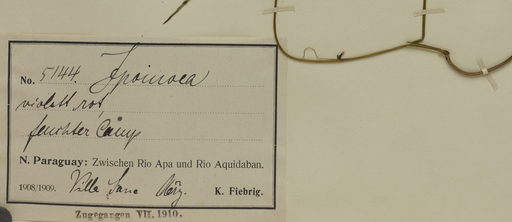 No. 5144. Ipomoea
violett rot
feuchter Camp
N. Paraguay: Zwischen Rio Apa und Rio Aquidaban.
1908/1909. Villa Sana März. K. Fiebrig.
Zugegangen VII. 1910.